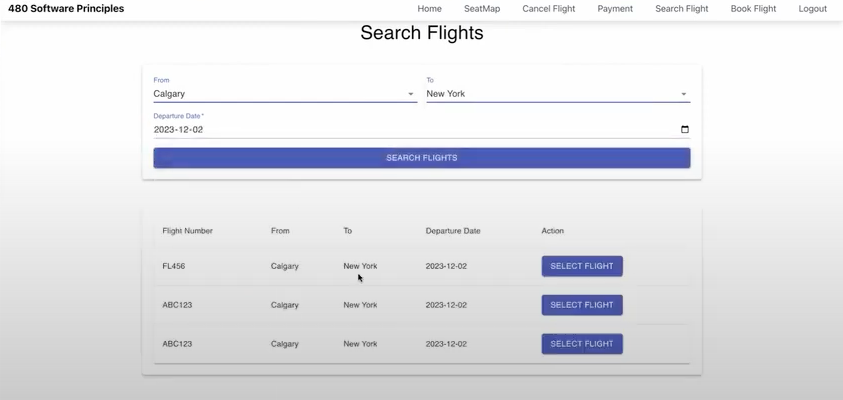 480 Software Principles Home SeatMap Cancel Flight Payment Search Flight Book Flight Logout
Search Flights
From To
Calgary New York
Departure Date *
2023-12-02
SEARCH FLIGHTS
Flight Number From To Departure Date Action
FL456 Calgary New York 2023-12-02 SELECT FLIGHT
ABC123 Calgary New York 2023-12-02 SELECT FLIGHT
ABC123 Calgary New York 2023-12-02 SELECT FLIGHT